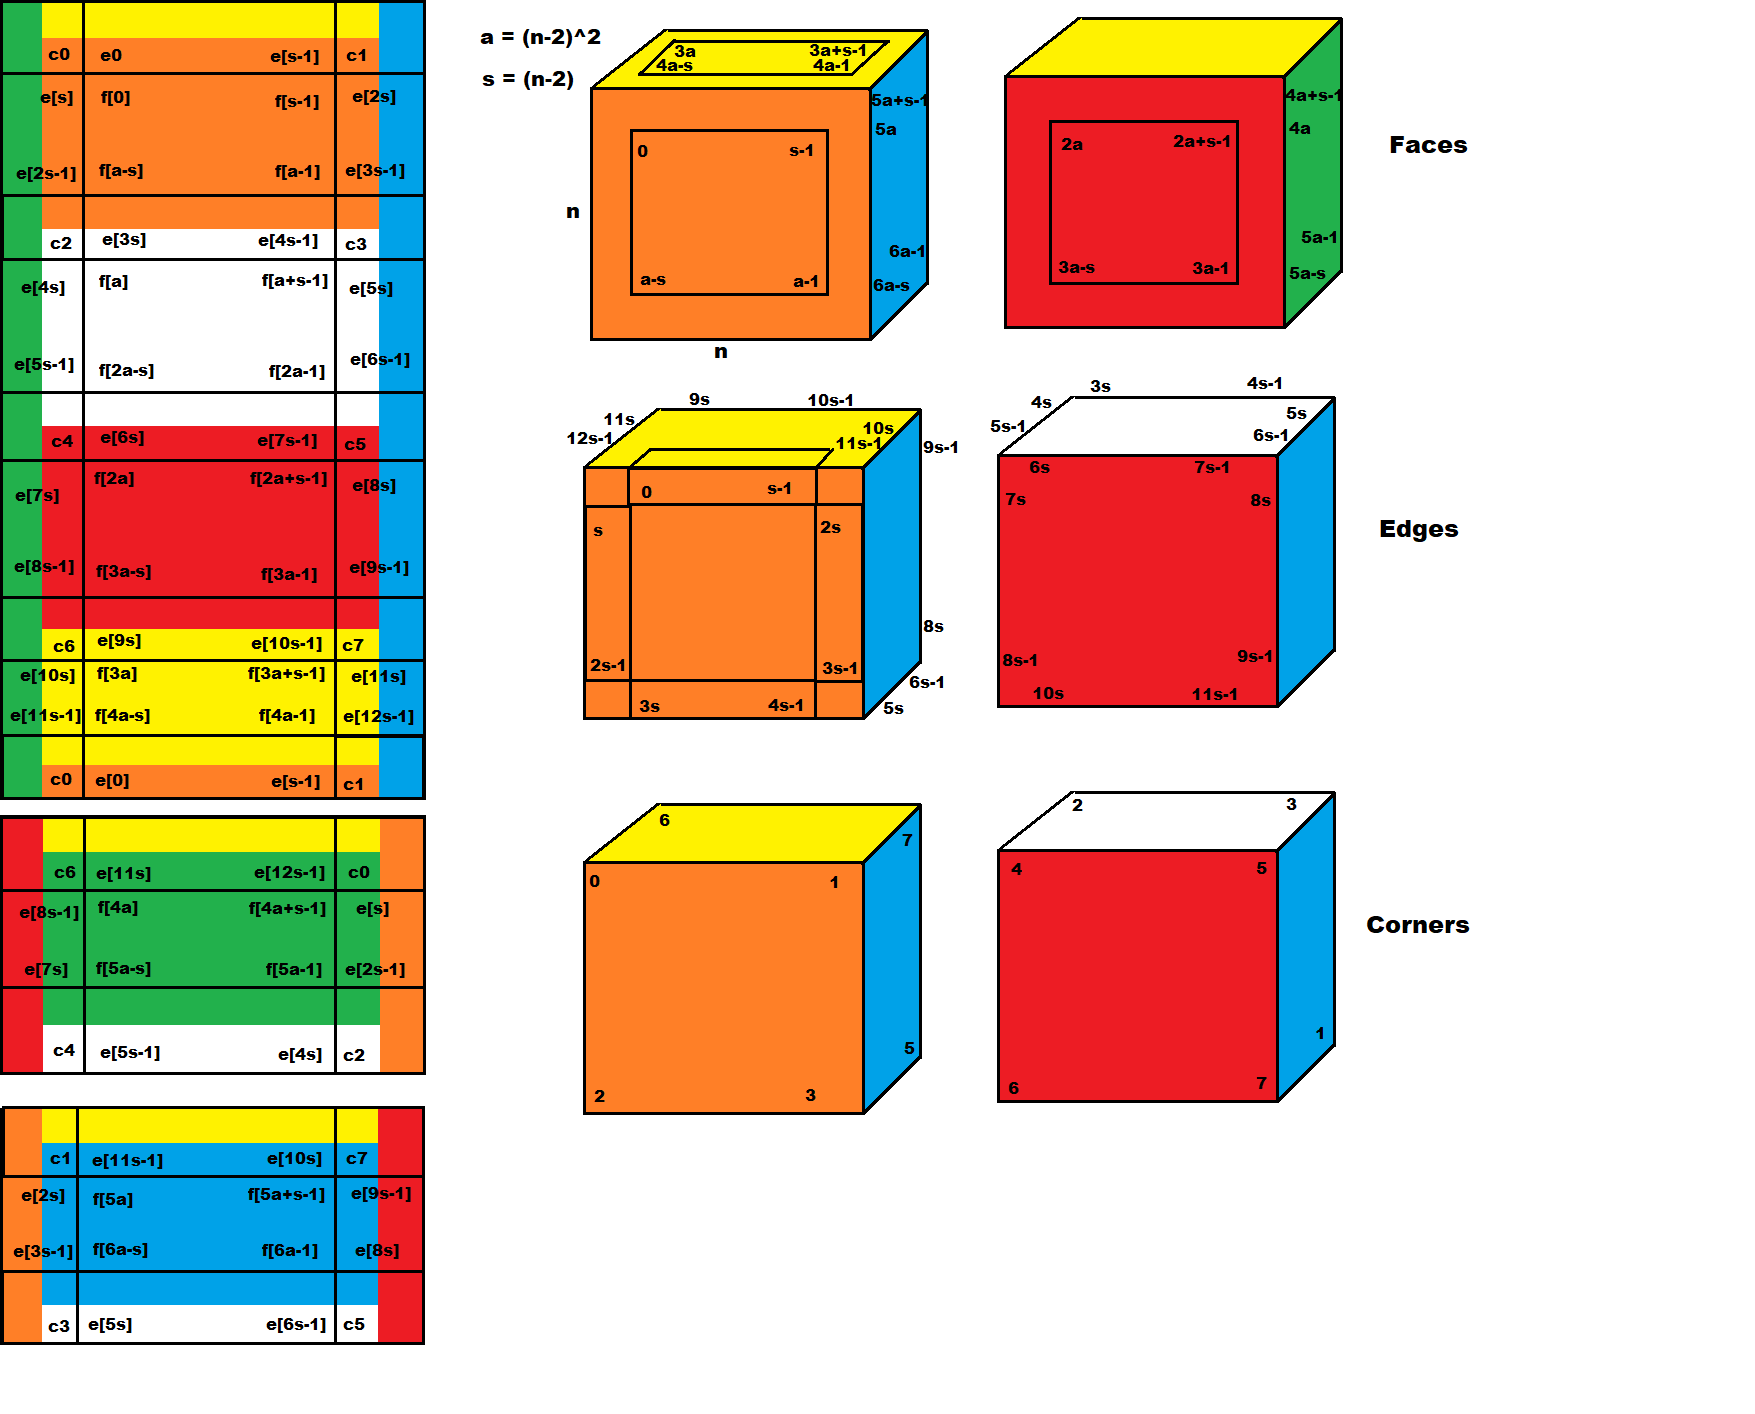 c0 e0 e[s-1] c1
e[s] f[0] f[s-1] e[2s]
e[2s-1] f[a-s] f[a-1] e[3s-1]
c2 e[3s] e[4s-1] c3
e[4s] f[a] f[a+s-1] e[5s]
e[5s-1] f[2a-s] f[2a-1] e[6s-1]
c4 e[6s] e[7s-1] c5
e[7s] f[2a] f[2a+s-1] e[8s]
e[8s-1] f[3a-s] f[3a-1] e[9s-1]
c6 e[9s] e[10s-1] c7
e[10s] f[3a] f[3a+s-1] e[11s]
e[11s-1] f[4a-s] f[4a-1] e[12s-1]
c0 e[0] e[s-1] c1
c6 e[11s] e[12s-1] c0
e[8s-1] f[4a] f[4a+s-1] e[s]
e[7s] f[5a-s] f[5a-1] e[2s-1]
c4 e[5s-1] e[4s] c2
c1 e[11s-1] e[10s] c7
e[2s] f[5a] f[5a+s-1] e[9s-1]
e[3s-1] f[6a-s] f[6a-1] e[8s]
c3 e[5s] e[6s-1] c5
a = (n-2)^2
s = (n-2)
3a 3a+s-1
4a-s 4a-1
5a+s-1
5a
0 s-1
n
6a-1
a-s a-1
6a-s
n
4a+s-1
4a
2a 2a+s-1
5a-1
3a-s 3a-1
5a-s
Faces
9s 10s-1
11s
12s-1
10s
11s-1
9s-1
0 s-1
s 2s
8s
2s-1 3s-1
6s-1
3s 4s-1
5s
3s 4s-1
4s
5s-1
5s
6s-1
6s 7s-1
7s 8s
8s-1 9s-1
10s 11s-1
Edges
6
7
0 1
5
2 3
2 3
4 5
1
6 7
Corners